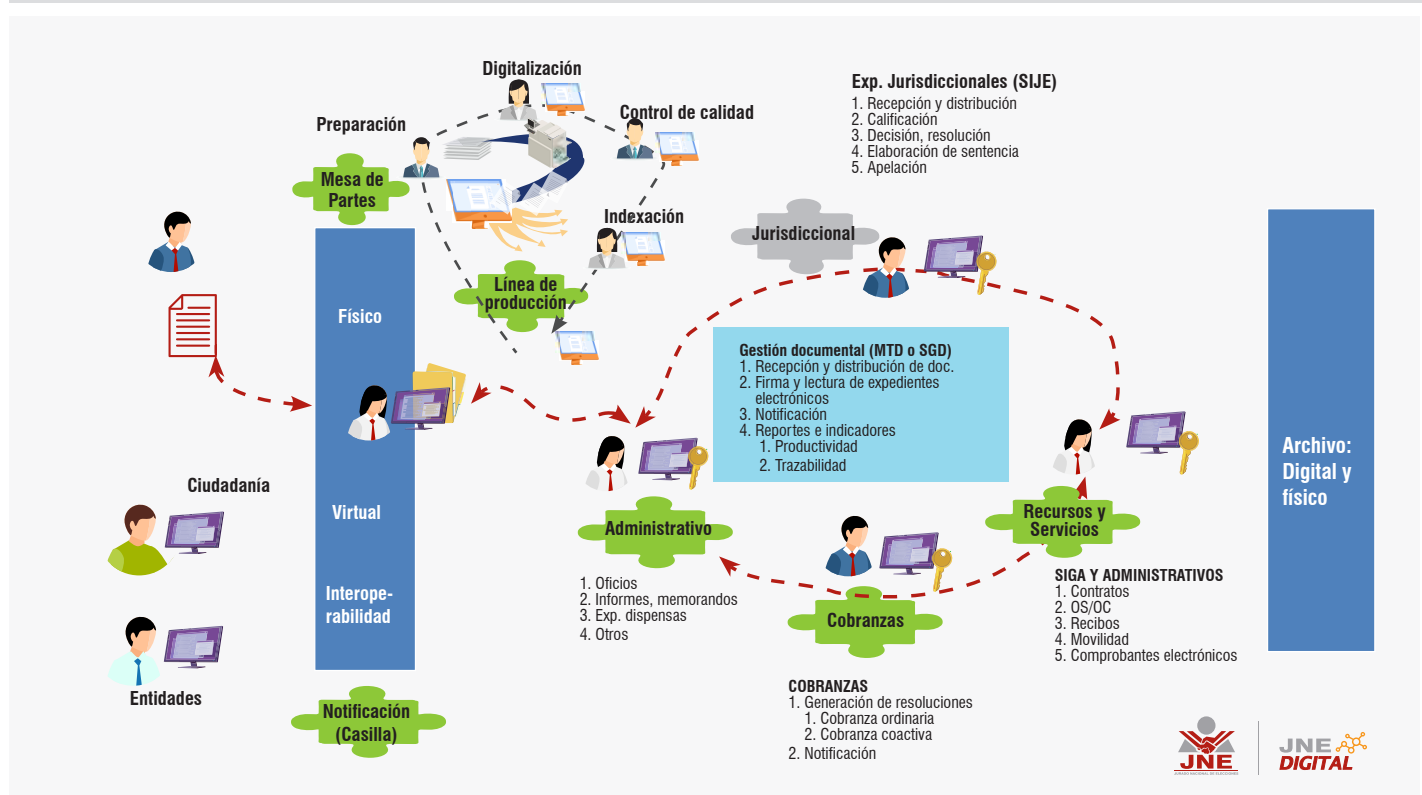 Digitalización
Preparación
Control de calidad
Mesa de
Partes
Indexación
Línea de
producción
Exp. Jurisdiccionales (SIJE)
1. Recepción y distribución
2. Calificación
3. Decisión, resolución
4. Elaboración de sentencia
5. Apelación
Jurisdiccional
Físico
Virtual
Interope-
rabilidad
Ciudadanía
Entidades
Notificación
(Casilla)
Gestión documental (MTD o SGD)
1. Recepción y distribución de doc.
2. Firma y lectura de expedientes
electrónicos
3. Notificación
4. Reportes e indicadores
1. Productividad
2. Trazabilidad
Administrativo
1. Oficios
2. Informes, memorandos
3. Exp. dispensas
4. Otros
Cobranzas
COBRANZAS
1. Generación de resoluciones
1. Cobranza ordinaria
2. Cobranza coactiva
2. Notificación
Recursos y
Servicios
SIGA Y ADMINISTRATIVOS
1. Contratos
2. OS/OC
3. Recibos
4. Movilidad
5. Comprobantes electrónicos
Archivo:
Digital y
físico
JNE
JURADO NACIONAL DE ELECCIONES
JNE
DIGITAL